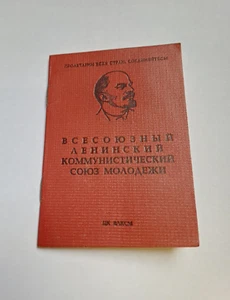 ПРОЛЕТАРИИ ВСЕХ СТРАН, СОЕДИНЯЙТЕСЬ!
ВСЕСОЮЗНЫЙ
ЛЕНИНСКИЙ
КОММУНИСТИЧЕСКИЙ
СОЮЗ МОЛОДЕЖИ
ЦК ВЛКСМ